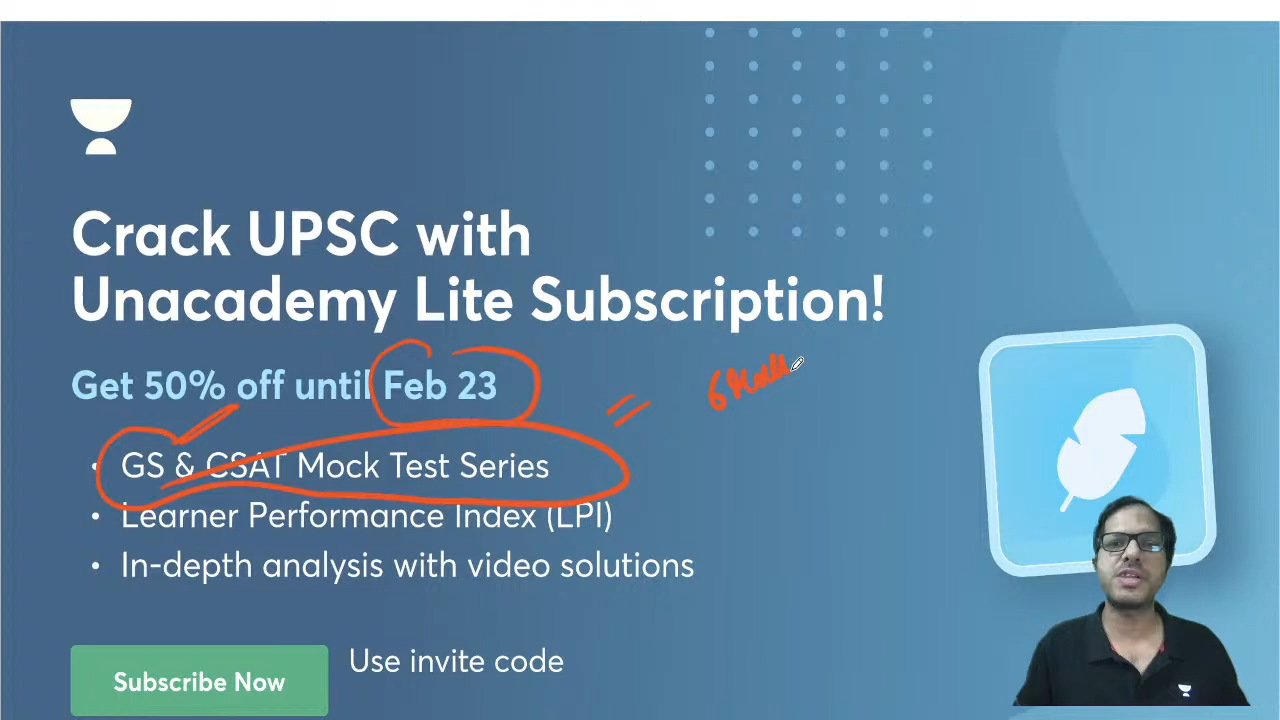 Crack UPSC with
Unacademy Lite Subscription!
Get 50% off until Feb 23
• GS & CSAT Mock Test Series
• Learner Performance Index (LPI)
• In-depth analysis with video solutions
Subscribe Now
Use invite code